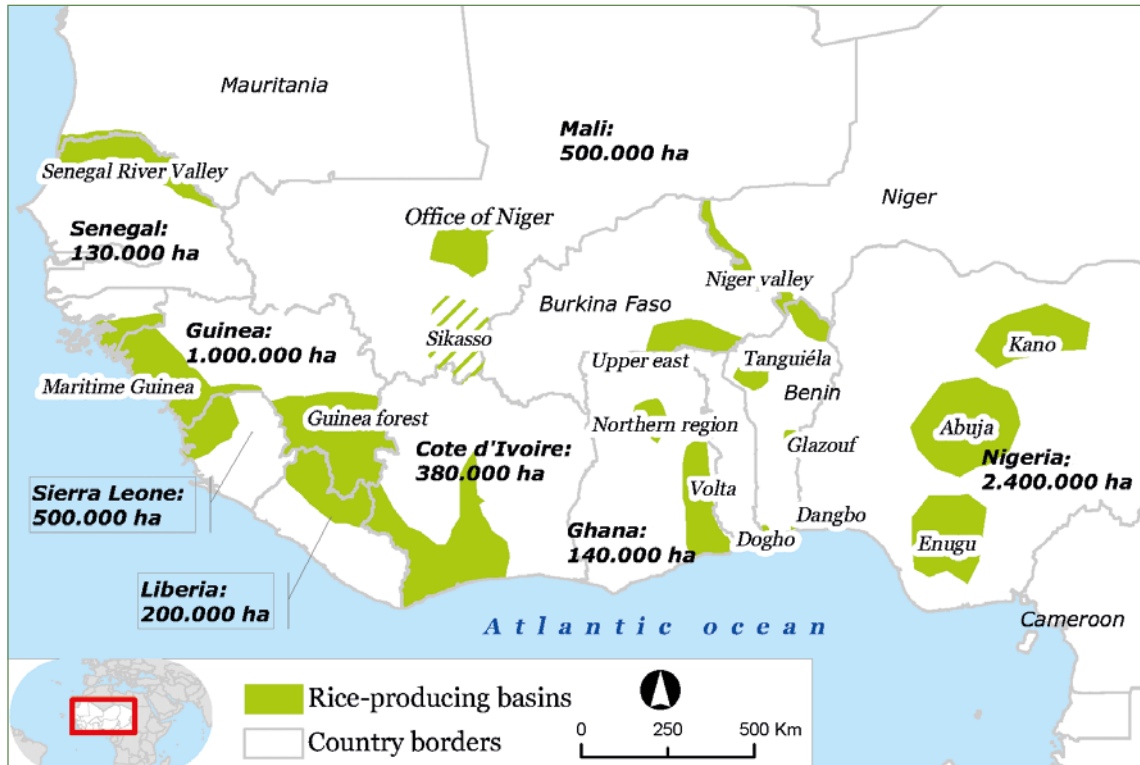 Mauritania
Mali:
500.000 ha
Senegal River Valley
Niger
Office of Niger
Senegal:
130.000 ha
Niger valley
Burkina Faso
Guinea:
1.000.000 ha
Sikasso
Kano
Upper east
Tanguiéla
Maritime Guinea
Benin
Guinea forest
Northern region
Abuja
Cote d'Ivoire:
380.000 ha
Glazouf
Nigeria:
2.400.000 ha
Sierra Leone:
500.000 ha
Volta
Dangbo
Ghana:
140.000 ha
Dogho
Enugu
Liberia:
200.000 ha
Cameroon
Atlantic ocean
Rice-producing basins
Country borders
0 250 500 Km